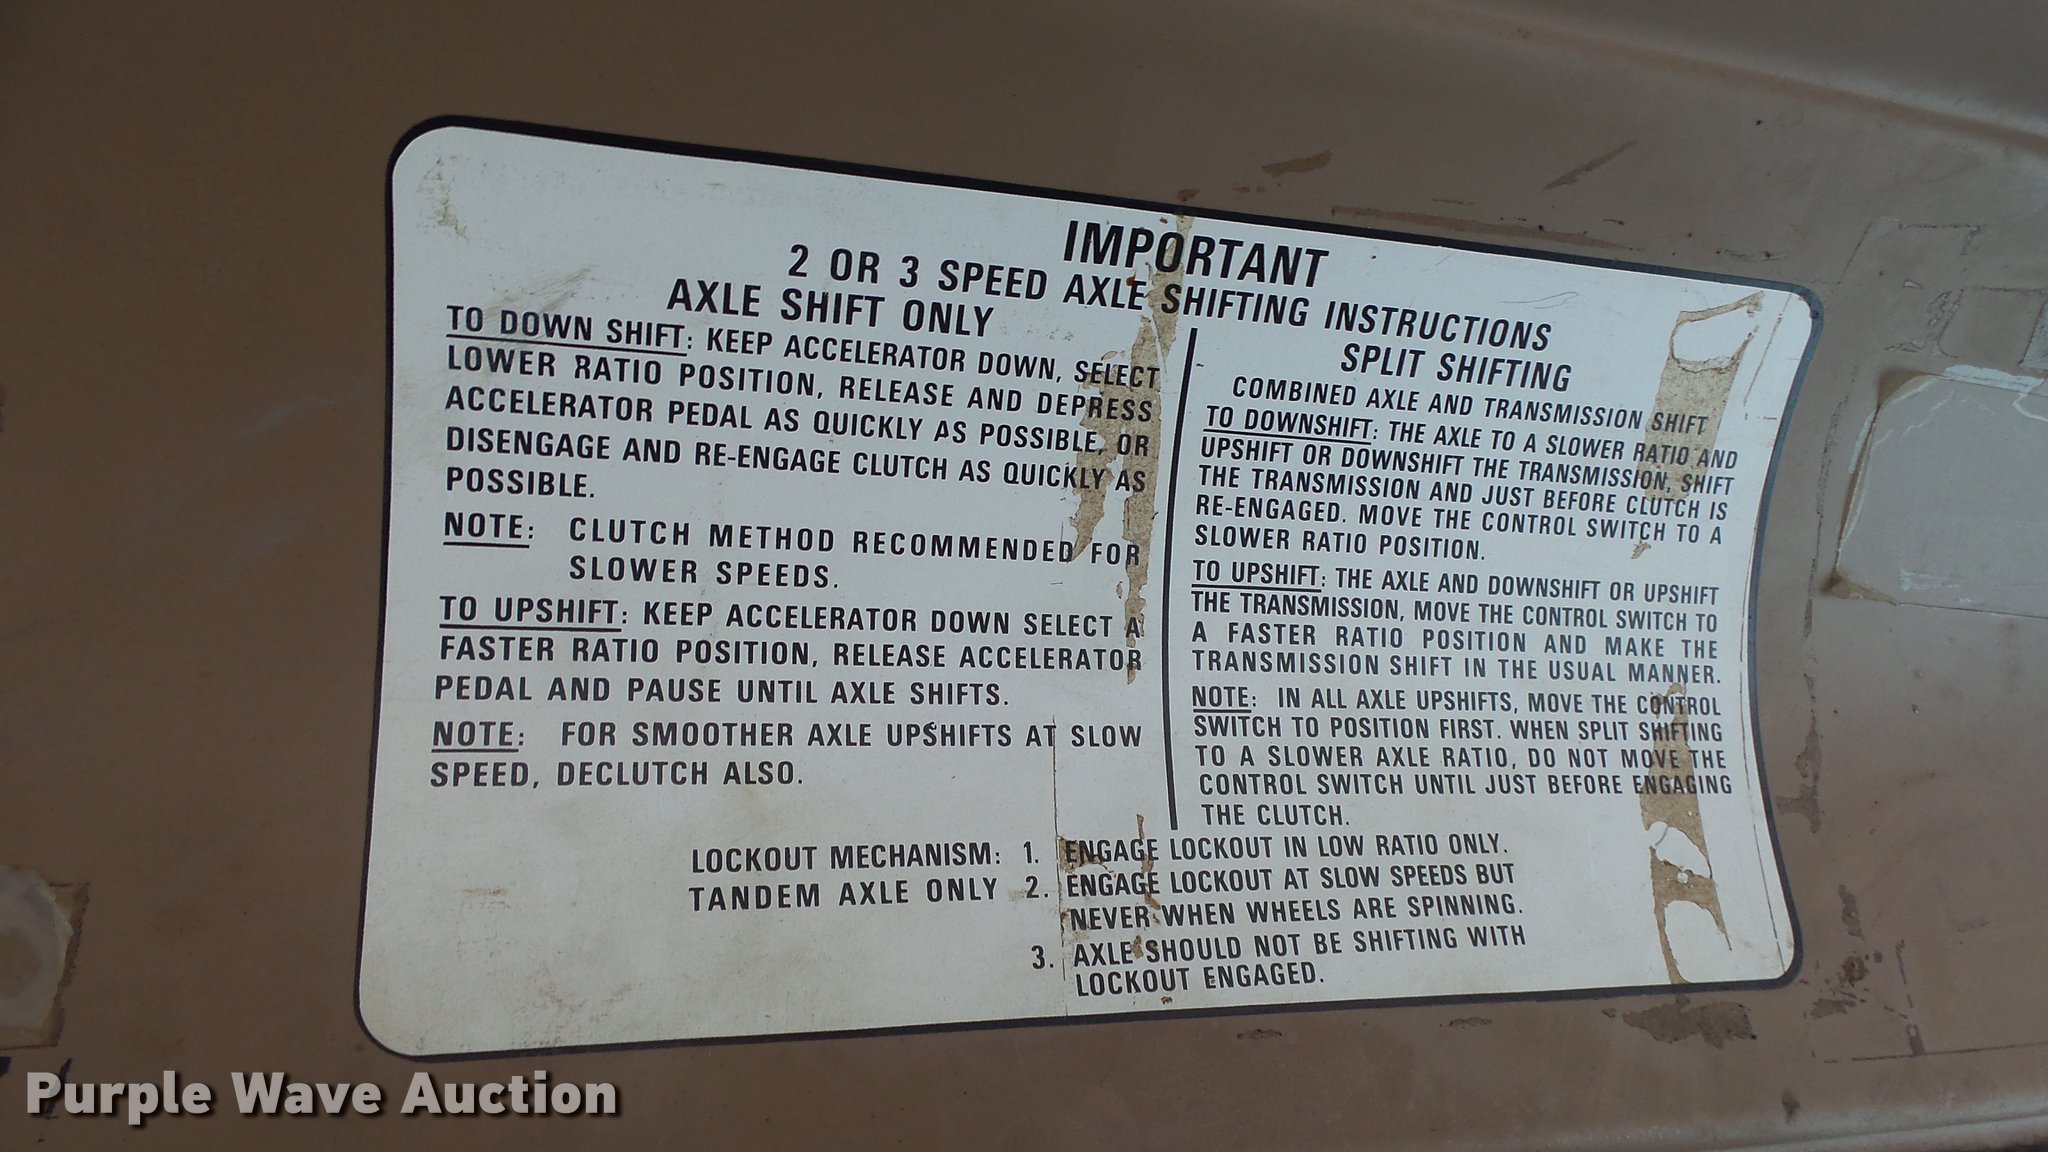 IMPORTANT
2 OR 3 SPEED AXLE SHIFTING INSTRUCTIONS
AXLE SHIFT ONLY
TO DOWN SHIFT: KEEP ACCELERATOR DOWN, SELECT
LOWER RATIO POSITION, RELEASE AND DEPRESS
ACCELERATOR PEDAL AS QUICKLY AS POSSIBLE, OR
DISENGAGE AND RE-ENGAGE CLUTCH AS QUICKLY AS
POSSIBLE.
NOTE: CLUTCH METHOD RECOMMENDED FOR
SLOWER SPEEDS.
TO UPSHIFT: KEEP ACCELERATOR DOWN SELECT A
FASTER RATIO POSITION, RELEASE ACCELERATOR
PEDAL AND PAUSE UNTIL AXLE SHIFTS.
NOTE: FOR SMOOTHER AXLE UPSHIFTS AT SLOW
SPEED, DECLUTCH ALSO.
SPLIT SHIFTING
COMBINED AXLE AND TRANSMISSION SHIFT
TO DOWNSHIFT: THE AXLE TO A SLOWER RATIO AND
UPSHIFT OR DOWNSHIFT THE TRANSMISSION, SHIFT
THE TRANSMISSION AND JUST BEFORE CLUTCH IS
RE-ENGAGED. MOVE THE CONTROL SWITCH TO A
SLOWER RATIO POSITION.
TO UPSHIFT: THE AXLE AND DOWNSHIFT OR UPSHIFT
THE TRANSMISSION, MOVE THE CONTROL SWITCH TO
A FASTER RATIO POSITION AND MAKE THE
TRANSMISSION SHIFT IN THE USUAL MANNER.
NOTE: IN ALL AXLE UPSHIFTS, MOVE THE CONTROL
SWITCH TO POSITION FIRST. WHEN SPLIT SHIFTING
TO A SLOWER AXLE RATIO, DO NOT MOVE THE
CONTROL SWITCH UNTIL JUST BEFORE ENGAGING
THE CLUTCH.
LOCKOUT MECHANISM: 1. ENGAGE LOCKOUT IN LOW RATIO ONLY.
TANDEM AXLE ONLY 2. ENGAGE LOCKOUT AT SLOW SPEEDS BUT
NEVER WHEN WHEELS ARE SPINNING.
3. AXLE SHOULD NOT BE SHIFTING WITH
LOCKOUT ENGAGED.
Purple Wave Auction